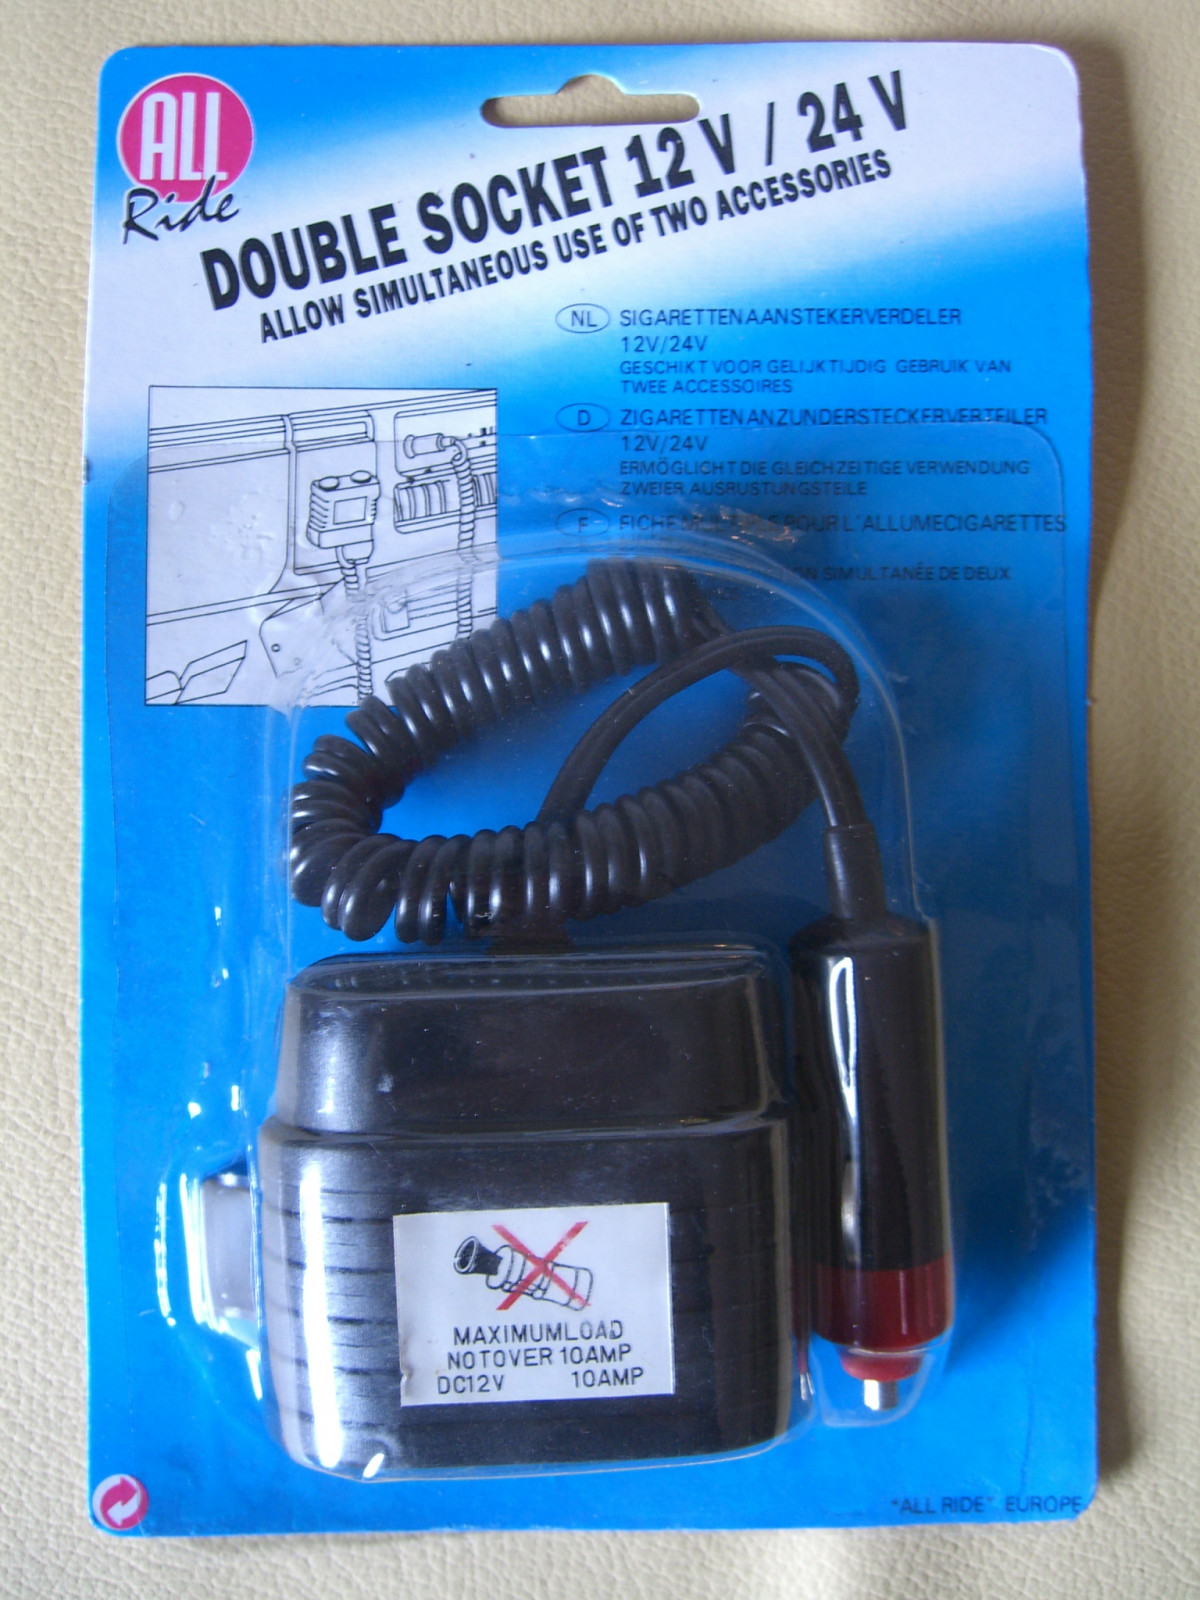 ALL
Ride
DOUBLE SOCKET 12 V / 24 V
ALLOW SIMULTANEOUS USE OF TWO ACCESSORIES
NL SIGARETTENAANSTEKERVERDELER
12V/24V
GESCHIKT VOOR GELIJKTIJDIG GEBRUIK VAN
TWEE ACCESSOIRES
D ZIGARETTENANZUNDERSTECKERVERTEILER
12V/24V
ERMÖGLICHT DIE GLEICHZEITIGE VERWENDUNG
ZWEIER AUSRUSTUNGSTEILE
F FICHE POUR L'ALLUMECIGARETTES
SIMULTANÉE DE DEUX
MAXIMUMLOAD
NOTOVER 10AMP
DC12V 10AMP
"ALL RIDE" EUROPE